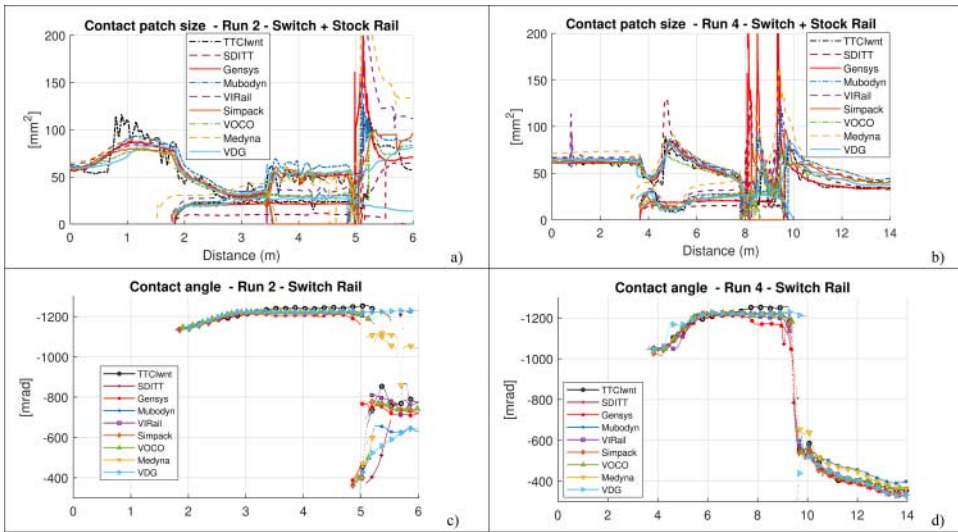 Contact patch size - Run 2 - Switch + Stock Rail
200
150
100
50
0
[mm²]
TTCIwnt
SDITT
Gensys
Mubodyn
VIRail
Simpack
VOCO
Medyna
VDG
0 1 2 3 4 5 6
Distance (m)
a)
Contact patch size - Run 4 - Switch + Stock Rail
200
150
100
50
0
[mm²]
TTCIwnt
SDITT
Gensys
Mubodyn
VIRail
Simpack
VOCO
Medyna
VDG
0 2 4 6 8 10 12 14
Distance (m)
b)
Contact angle - Run 2 - Switch Rail
-1200
-1000
-800
-600
-400
[mrad]
TTCIwnt
SDITT
Gensys
Mubodyn
VIRail
Simpack
VOCO
Medyna
VDG
0 1 2 3 4 5 6
c)
Contact angle - Run 4 - Switch Rail
-1200
-1000
-800
-600
-400
[mrad]
TTCIwnt
SDITT
Gensys
Mubodyn
VIRail
Simpack
VOCO
Medyna
VDG
0 2 4 6 8 10 12 14
d)